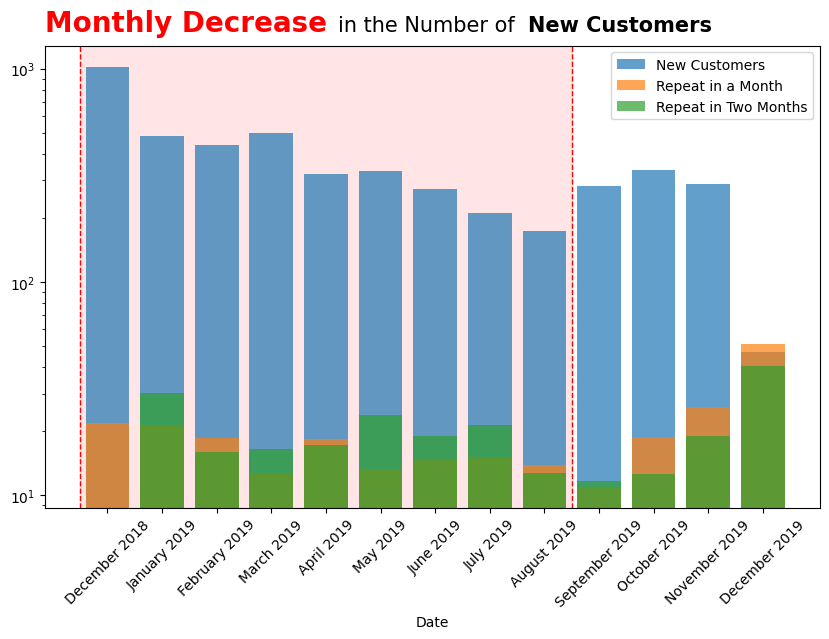 Monthly Decrease in the Number of New Customers
New Customers
Repeat in a Month
Repeat in Two Months
10³
10²
10¹
December 2018
January 2019
February 2019
March 2019
April 2019
May 2019
June 2019
July 2019
August 2019
September 2019
October 2019
November 2019
December 2019
Date